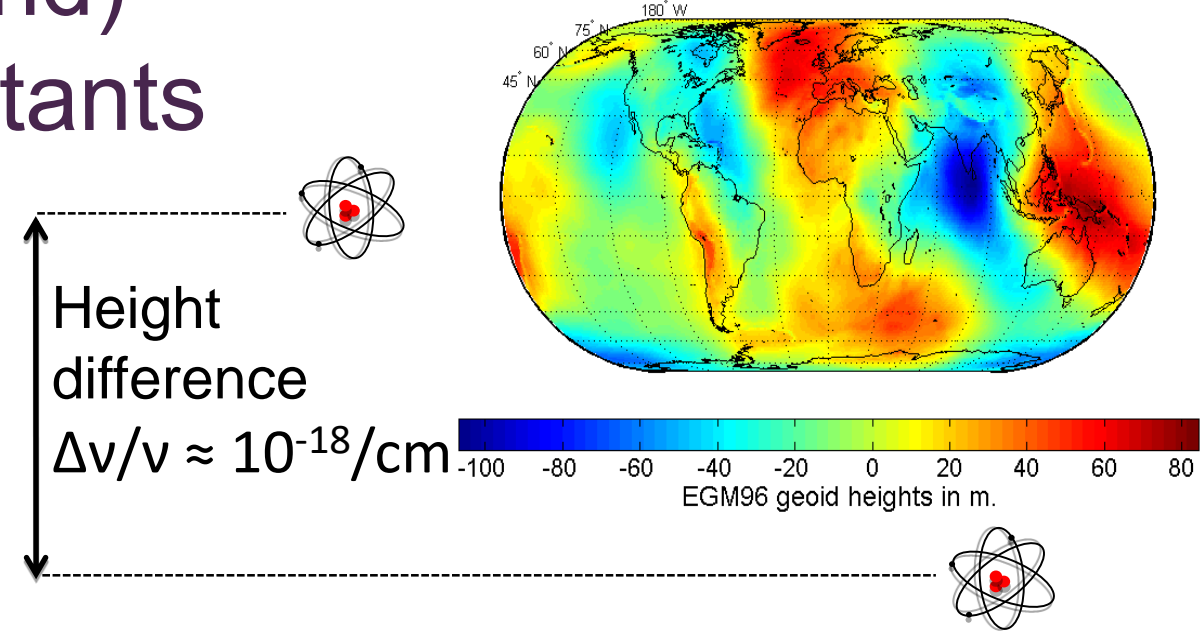 nd)
tants
180° W
75° N
60° N
45° N
Height
difference
Δν/ν ≈ 10⁻¹⁸/cm
-100 -80 -60 -40 -20 0 20 40 60 80
EGM96 geoid heights in m.